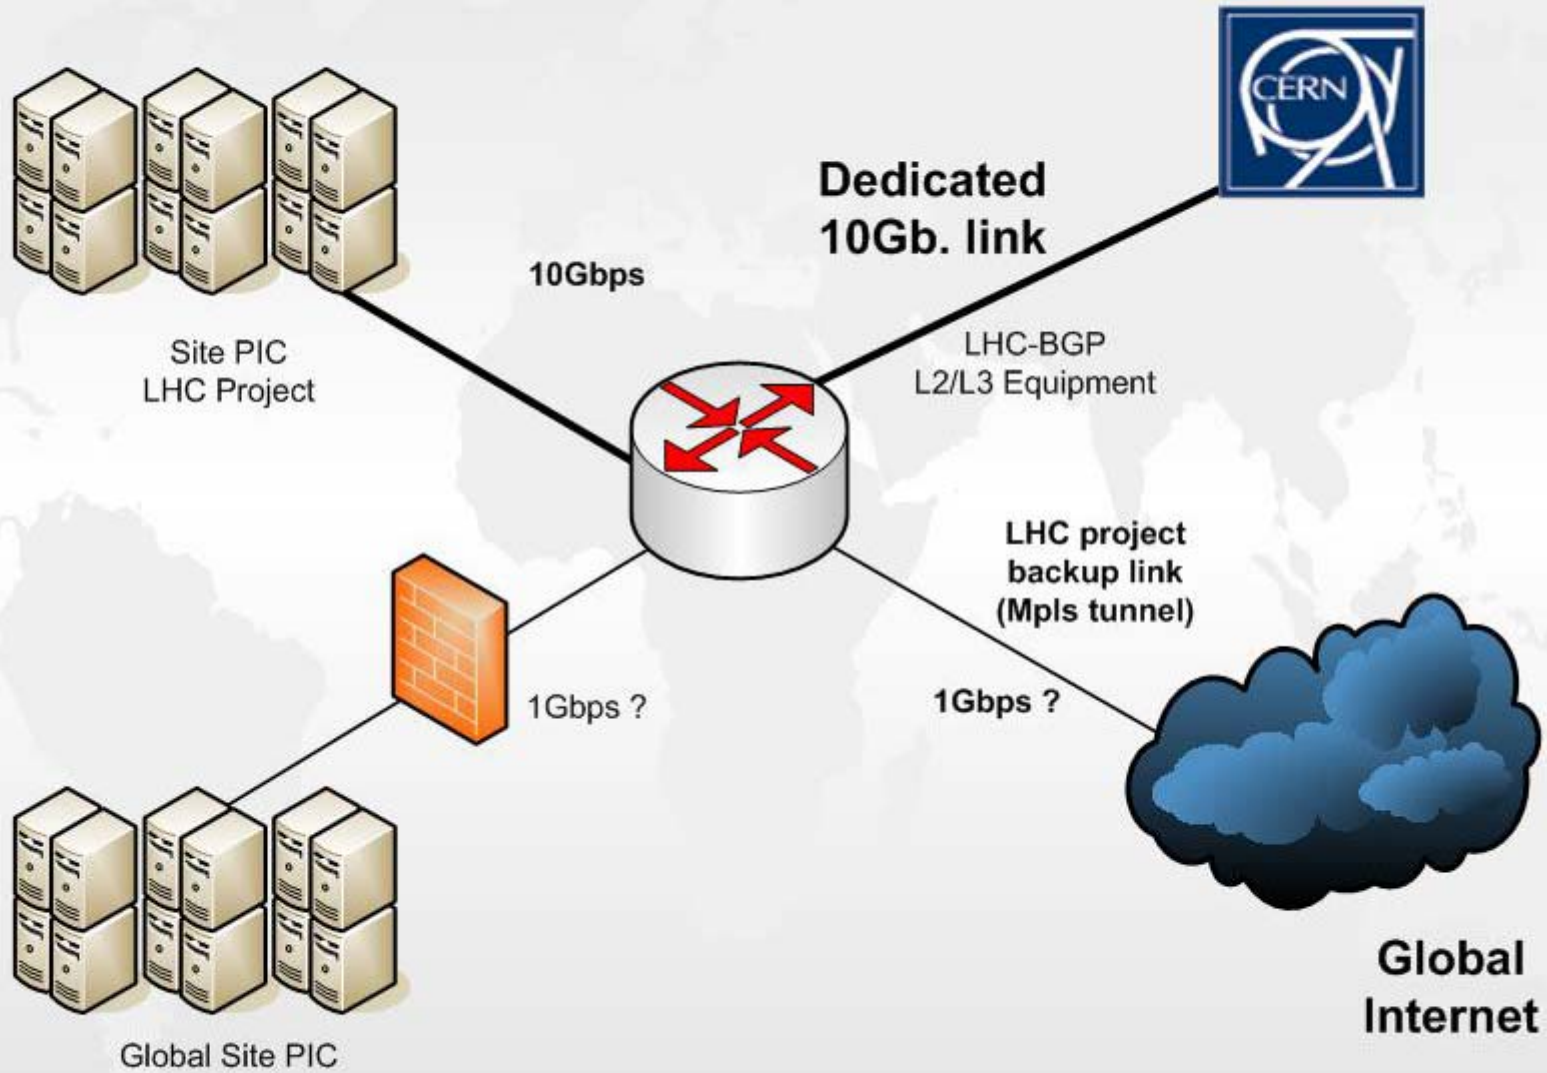 CERN
Dedicated
10Gb. link
10Gbps
Site PIC
LHC Project
LHC-BGP
L2/L3 Equipment
LHC project
backup link
(Mpls tunnel)
1Gbps ?
1Gbps ?
Global
Internet
Global Site PIC